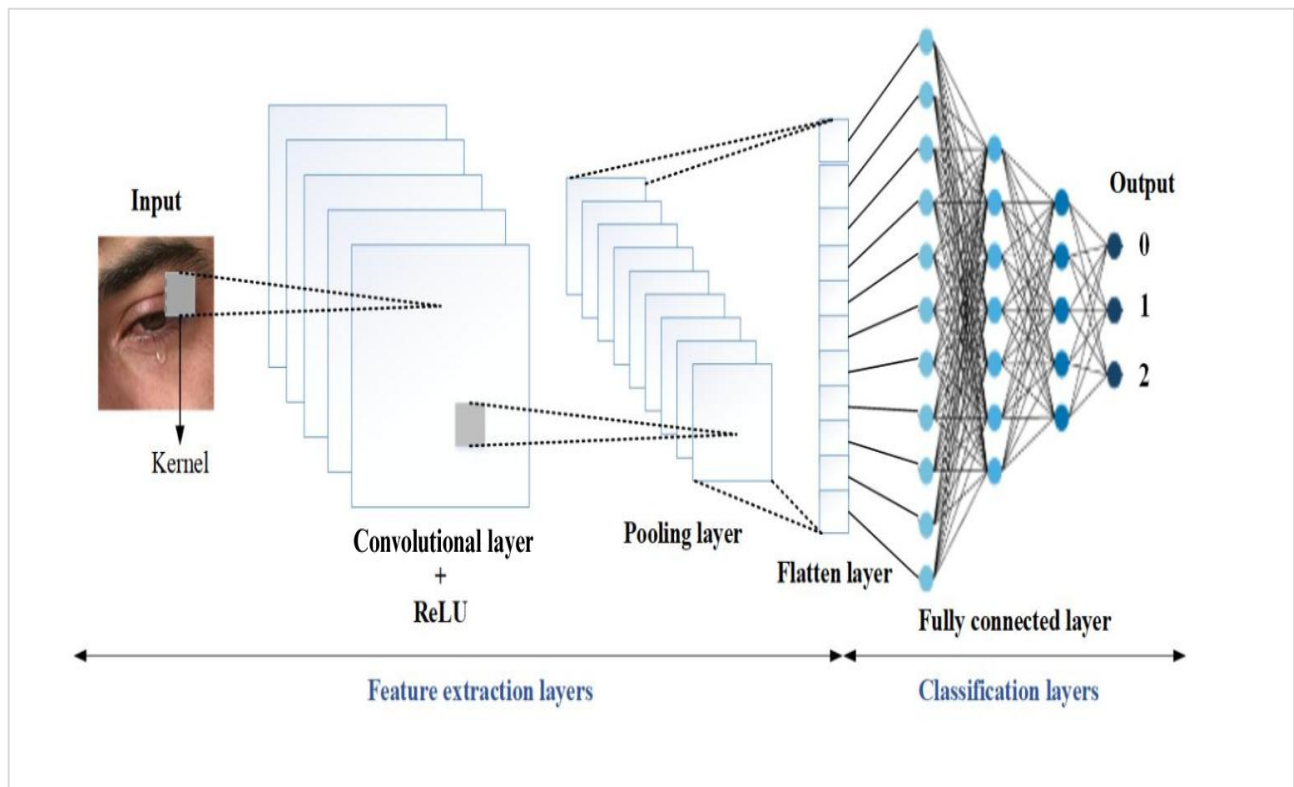 Input
Kernel
Convolutional layer
+
ReLU
Pooling layer
Flatten layer
Fully connected layer
Output
0
1
2
Feature extraction layers
Classification layers